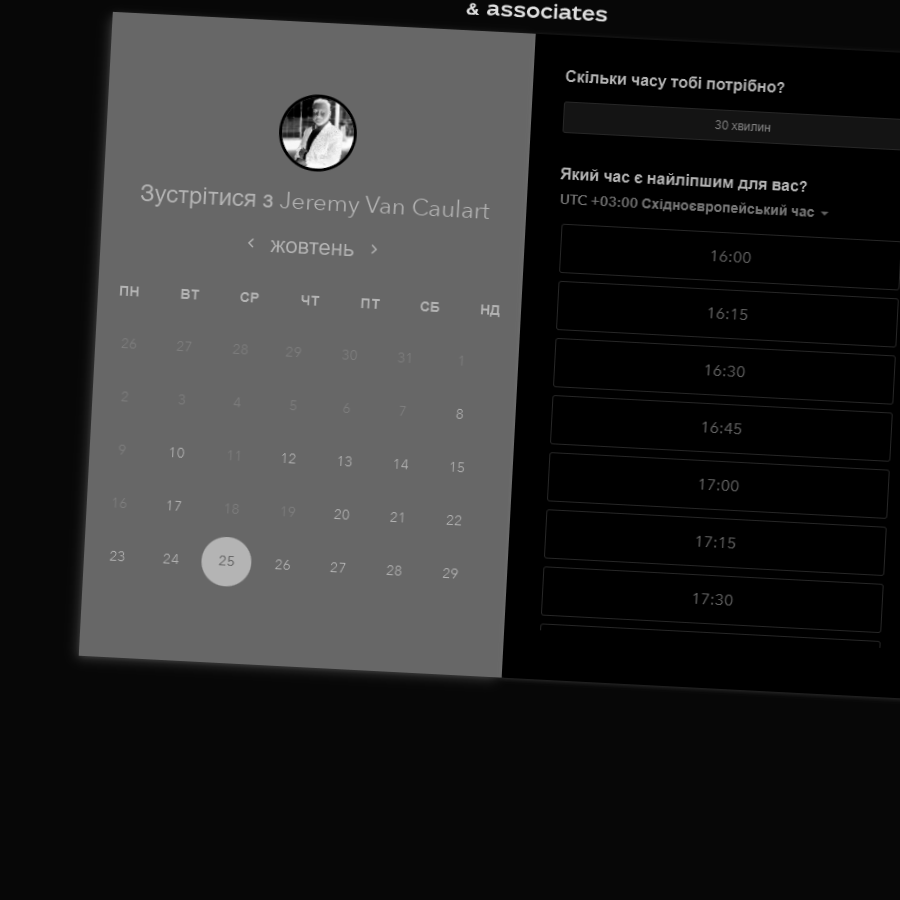 & associates
Зустрітися з Jeremy Van Caulart
жовтень
ПН ВТ СР ЧТ ПТ СБ НД
26 27 28 29 30 31 1
2 3 4 5 6 7 8
9 10 11 12 13 14 15
16 17 18 19 20 21 22
23 24 25 26 27 28 29
Скільки часу тобі потрібно?
30 хвилин
Який час є найліпшим для вас?
UTC +03:00 Східноєвропейський час
16:00
16:15
16:30
16:45
17:00
17:15
17:30